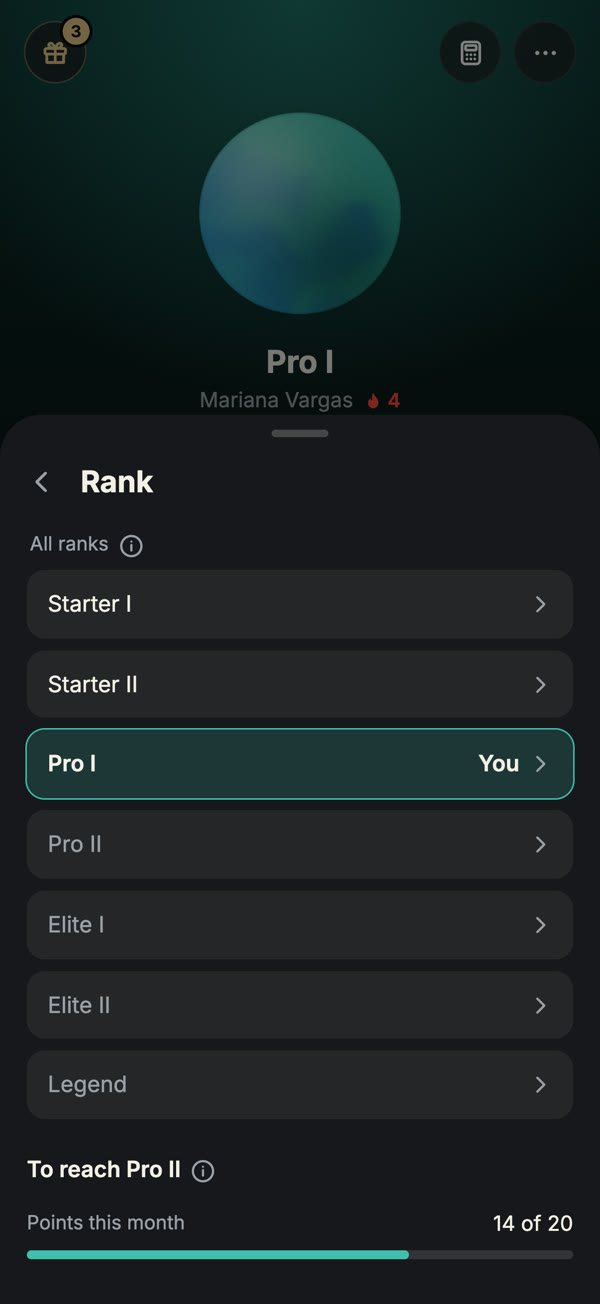 3
Pro I
Mariana Vargas 4
Rank
All ranks
Starter I
Starter II
Pro I You
Pro II
Elite I
Elite II
Legend
To reach Pro II
Points this month 14 of 20